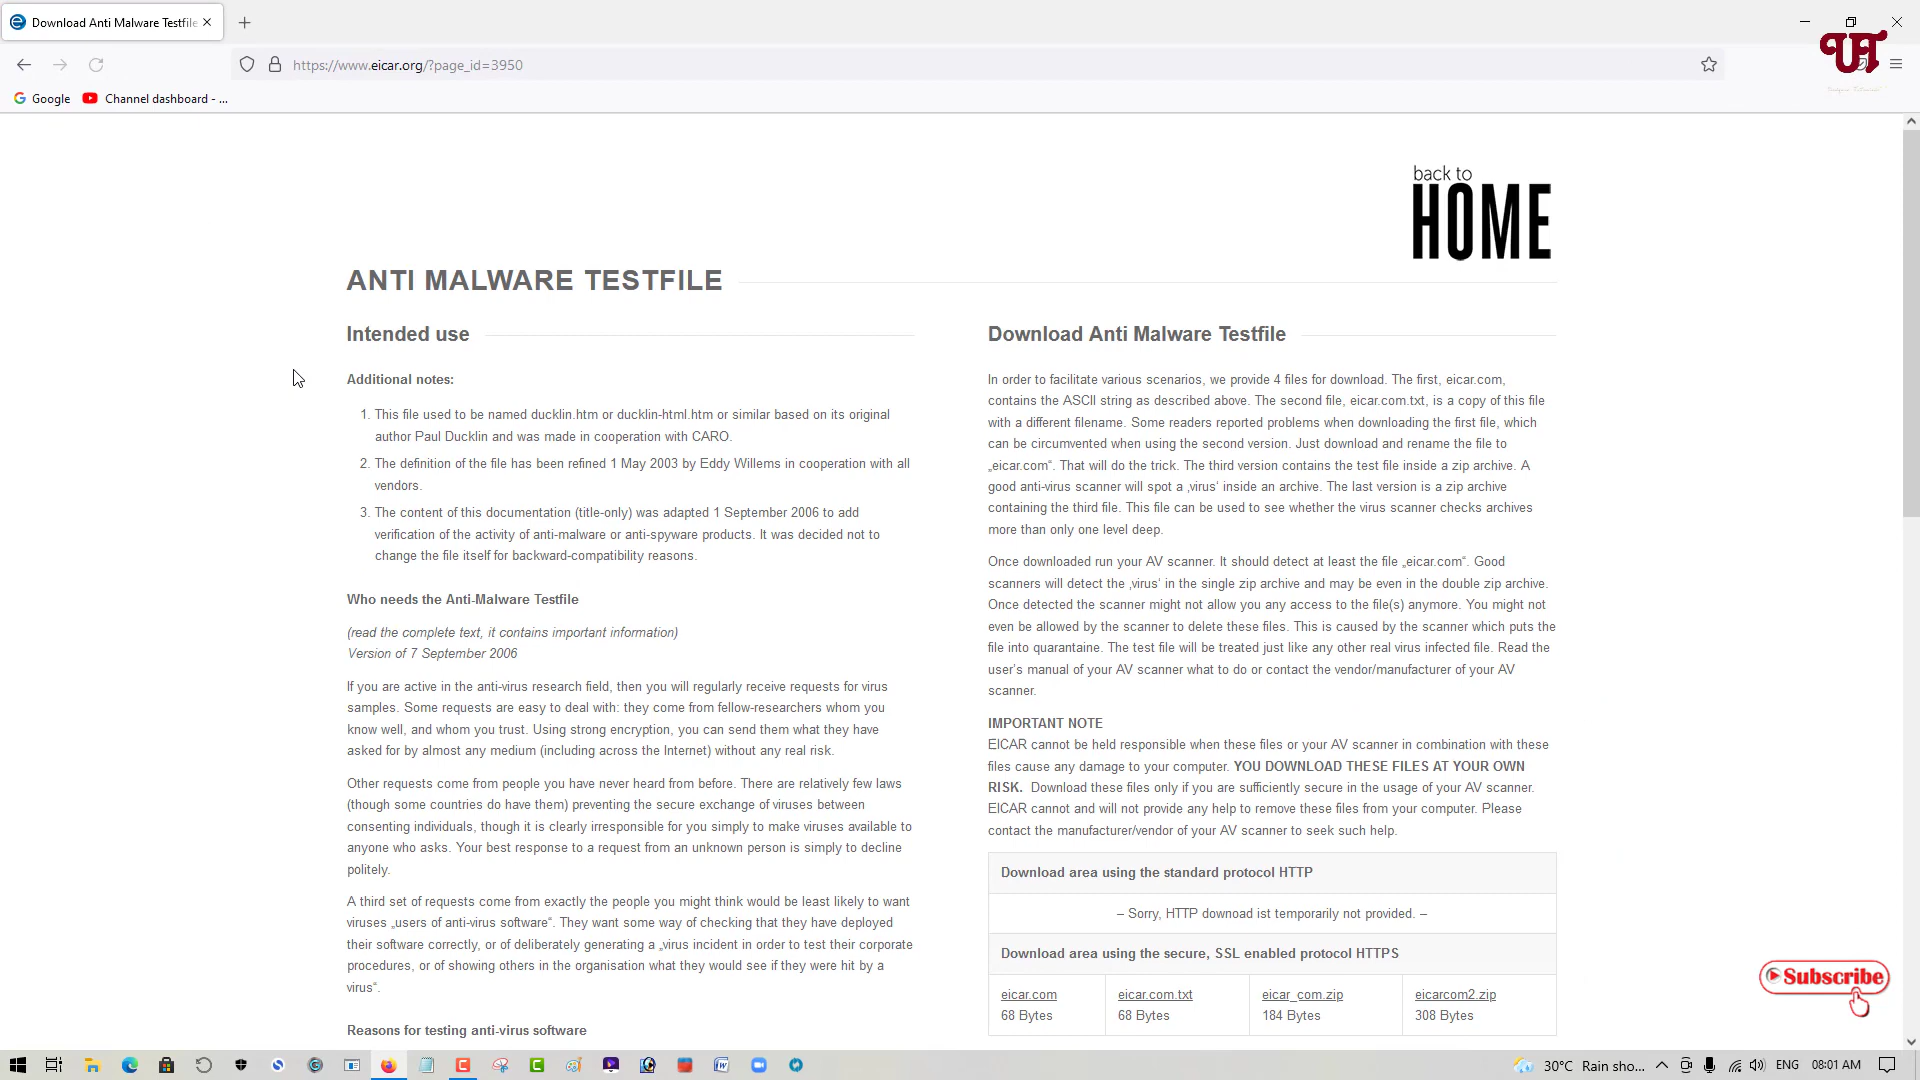 Download Anti Malware Testfile
https://www.eicar.org/?page_id=3950
UT
Google
Channel dashboard - ...
back to
HOME
ANTI MALWARE TESTFILE
Intended use
Additional notes:
1. This file used to be named ducklin.htm or ducklin-html.htm or similar based on its original
author Paul Ducklin and was made in cooperation with CARO.
2. The definition of the file has been refined 1 May 2003 by Eddy Willems in cooperation with all
vendors.
3. The content of this documentation (title-only) was adapted 1 September 2006 to add
verification of the activity of anti-malware or anti-spyware products. It was decided not to
change the file itself for backward-compatibility reasons.
Who needs the Anti-Malware Testfile
(read the complete text, it contains important information)
Version of 7 September 2006
If you are active in the anti-virus research field, then you will regularly receive requests for virus
samples. Some requests are easy to deal with: they come from fellow-researchers whom you
know well, and whom you trust. Using strong encryption, you can send them what they have
asked for by almost any medium (including across the Internet) without any real risk.
Other requests come from people you have never heard from before. There are relatively few laws
(though some countries do have them) preventing the secure exchange of viruses between
consenting individuals, though it is clearly irresponsible for you simply to make viruses available to
anyone who asks. Your best response to a request from an unknown person is simply to decline
politely.
A third set of requests come from exactly the people you might think would be least likely to want
viruses „users of anti-virus software“. They want some way of checking that they have deployed
their software correctly, or of deliberately generating a „virus incident in order to test their corporate
procedures, or of showing others in the organisation what they would see if they were hit by a
virus“.
Reasons for testing anti-virus software
Download Anti Malware Testfile
In order to facilitate various scenarios, we provide 4 files for download. The first, eicar.com,
contains the ASCII string as described above. The second file, eicar.com.txt, is a copy of this file
with a different filename. Some readers reported problems when downloading the first file, which
can be circumvented when using the second version. Just download and rename the file to
„eicar.com“. That will do the trick. The third version contains the test file inside a zip archive. A
good anti-virus scanner will spot a ‚virus‘ inside an archive. The last version is a zip archive
containing the third file. This file can be used to see whether the virus scanner checks archives
more than only one level deep.
Once downloaded run your AV scanner. It should detect at least the file „eicar.com“. Good
scanners will detect the ‚virus‘ in the single zip archive and may be even in the double zip archive.
Once detected the scanner might not allow you any access to the file(s) anymore. You might not
even be allowed by the scanner to delete these files. This is caused by the scanner which puts the
file into quarantaine. The test file will be treated just like any other real virus infected file. Read the
user’s manual of your AV scanner what to do or contact the vendor/manufacturer of your AV
scanner.
IMPORTANT NOTE
EICAR cannot be held responsible when these files or your AV scanner in combination with these
files cause any damage to your computer. YOU DOWNLOAD THESE FILES AT YOUR OWN
RISK. Download these files only if you are sufficiently secure in the usage of your AV scanner.
EICAR cannot and will not provide any help to remove these files from your computer. Please
contact the manufacturer/vendor of your AV scanner to seek such help.
Download area using the standard protocol HTTP
– Sorry, HTTP downoad ist temporarily not provided. –
Download area using the secure, SSL enabled protocol HTTPS
eicar.com
68 Bytes
eicar.com.txt
68 Bytes
eicar_com.zip
184 Bytes
eicarcom2.zip
308 Bytes
Subscribe
30°C Rain sho...
ENG
08:01 AM